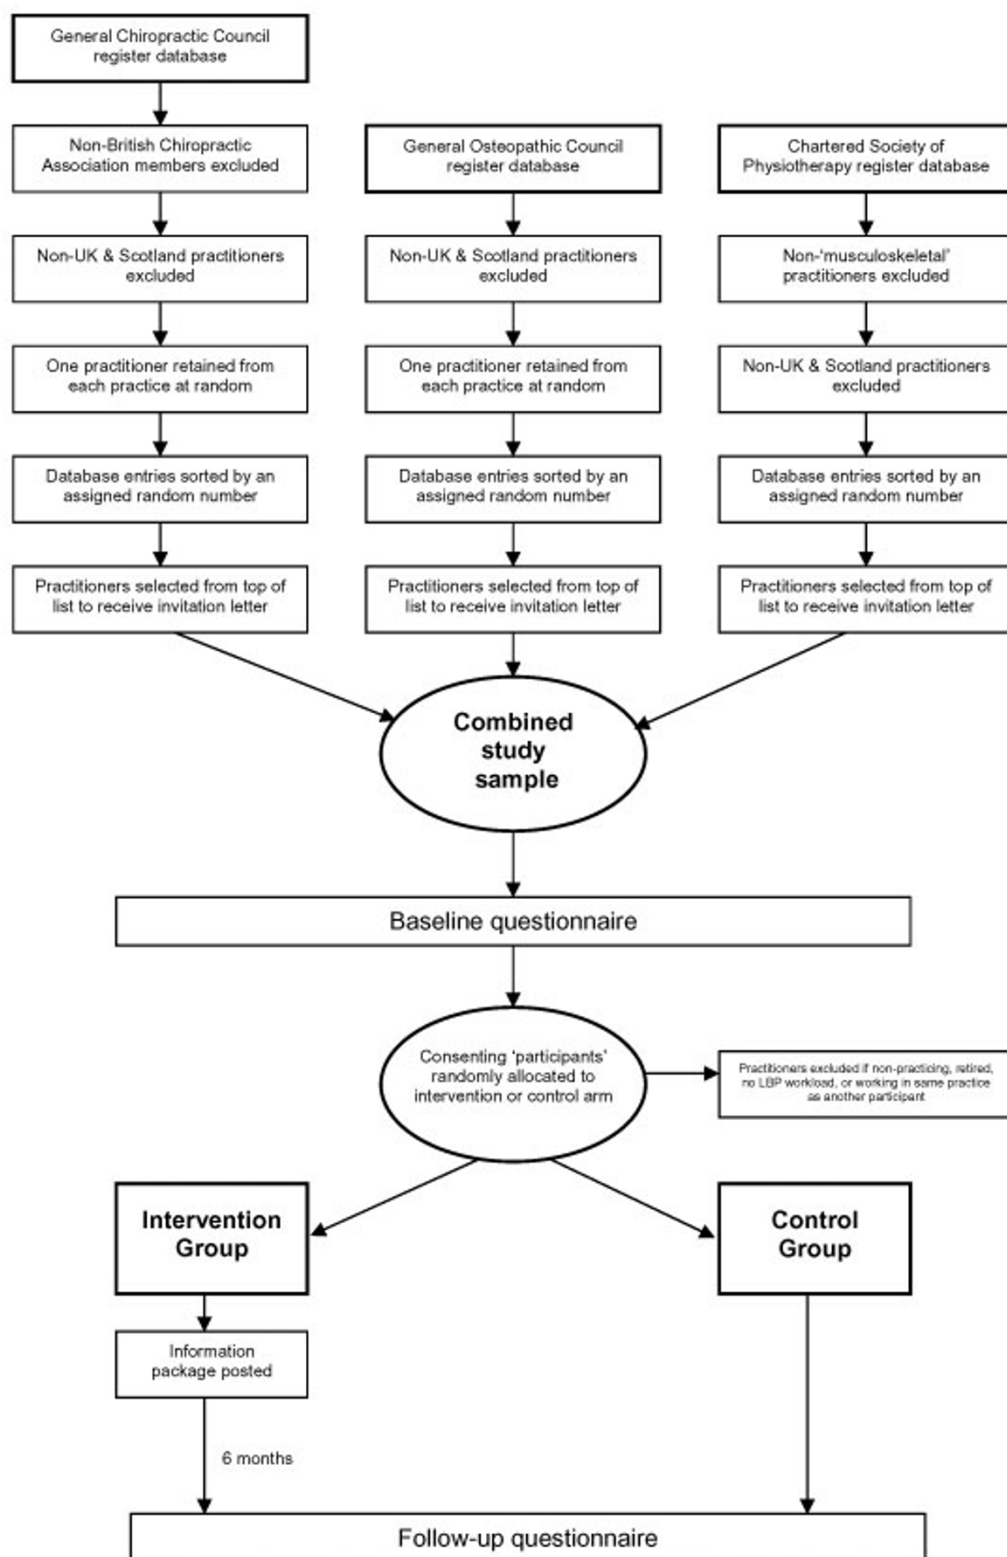 General Chiropractic Council
register database
Non-British Chiropractic
Association members excluded
General Osteopathic Council
register database
Chartered Society of
Physiotherapy register database
Non-UK & Scotland practitioners
excluded
Non-UK & Scotland practitioners
excluded
Non-‘musculoskeletal’
practitioners excluded
One practitioner retained from
each practice at random
One practitioner retained from
each practice at random
Non-UK & Scotland practitioners
excluded
Database entries sorted by an
assigned random number
Database entries sorted by an
assigned random number
Database entries sorted by an
assigned random number
Practitioners selected from top of
list to receive invitation letter
Practitioners selected from top of
list to receive invitation letter
Practitioners selected from top of
list to receive invitation letter
Combined
study
sample
Baseline questionnaire
Consenting ‘participants’
randomly allocated to
intervention or control arm
Practitioners excluded if non-practicing, retired,
no LBP workload, or working in same practice
as another participant
Intervention
Group
Control
Group
Information
package posted
6 months
Follow-up questionnaire